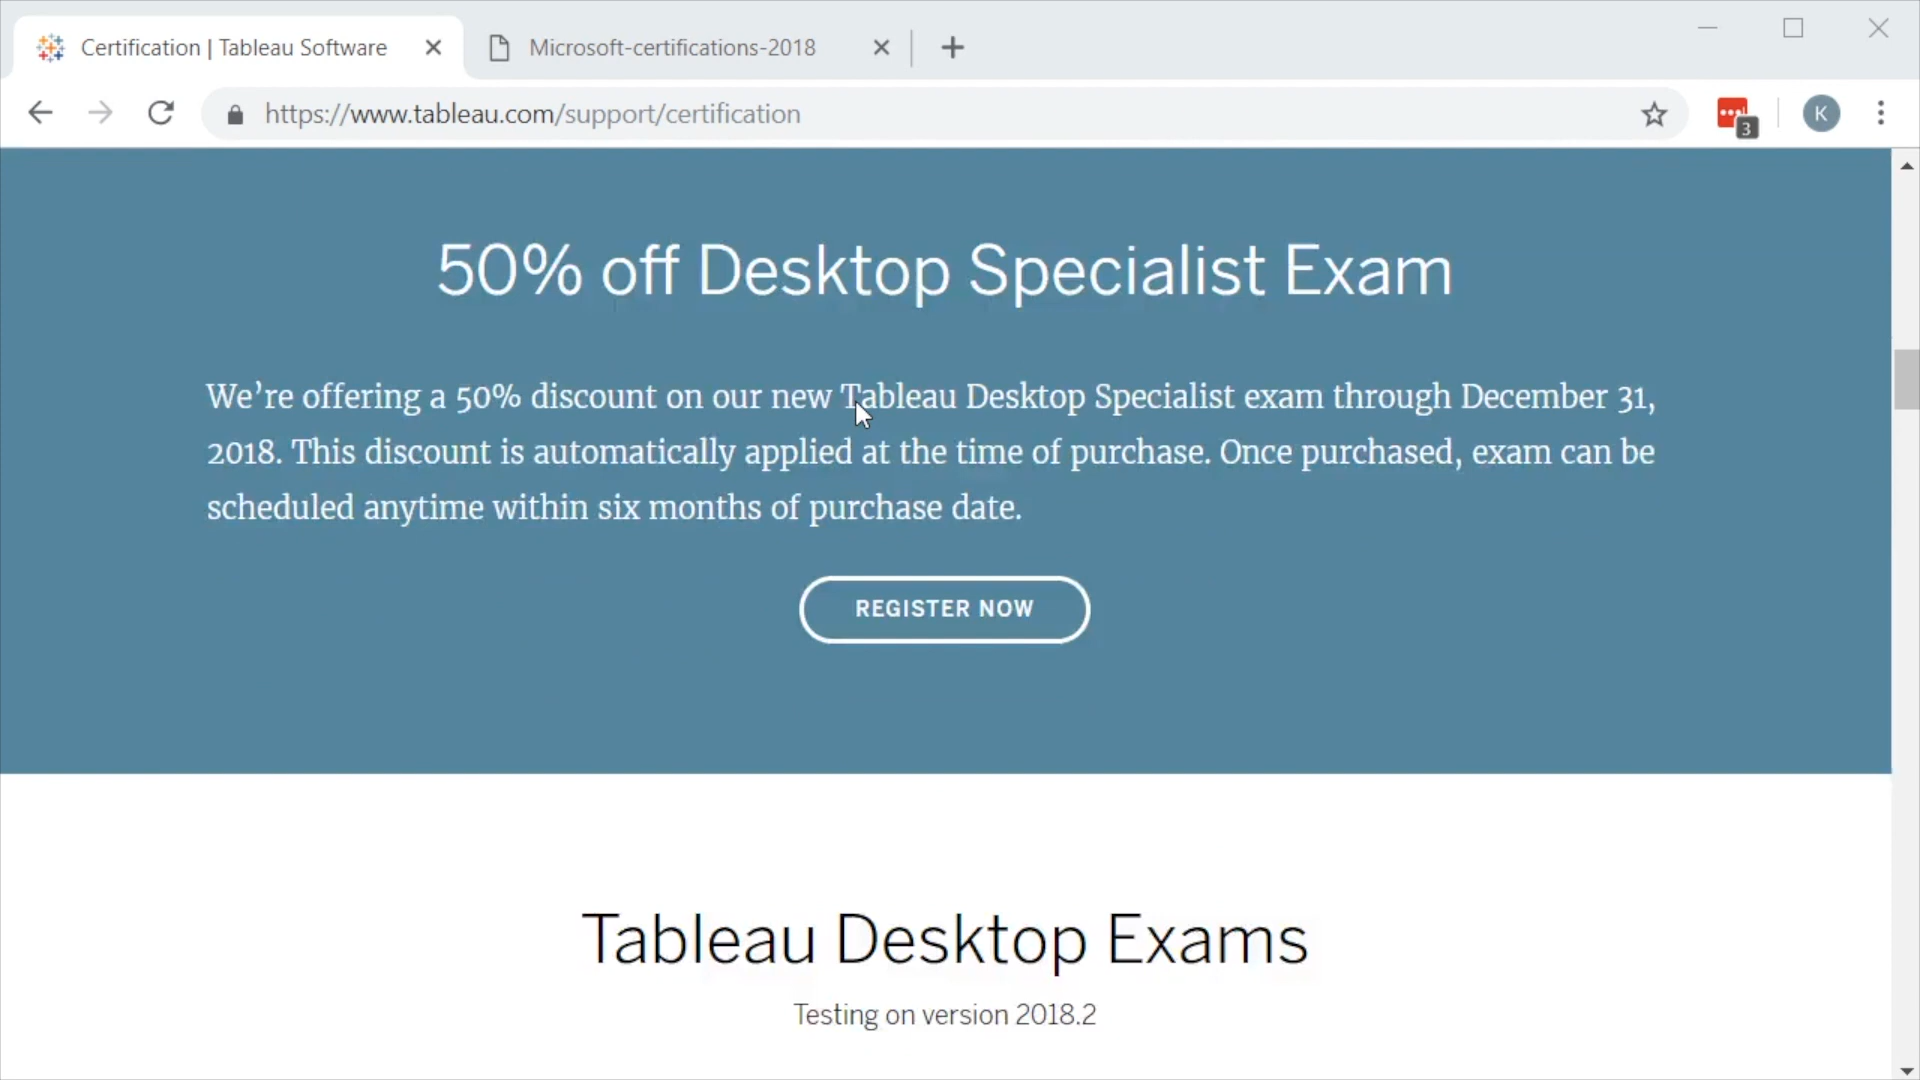 Certification | Tableau Software
Microsoft-certifications-2018
https://www.tableau.com/support/certification
3
K
50% off Desktop Specialist Exam
We’re offering a 50% discount on our new Tableau Desktop Specialist exam through December 31,
2018. This discount is automatically applied at the time of purchase. Once purchased, exam can be
scheduled anytime within six months of purchase date.
REGISTER NOW
Tableau Desktop Exams
Testing on version 2018.2